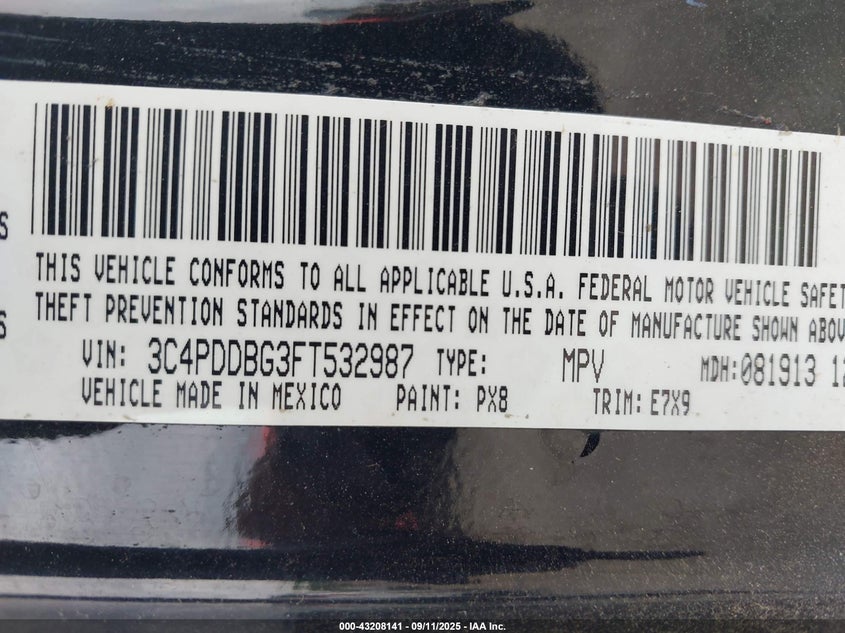 S
THIS VEHICLE CONFORMS TO ALL APPLICABLE U.S.A. FEDERAL MOTOR VEHICLE SAFET
S
THEFT PREVENTION STANDARDS IN EFFECT ON THE DATE OF MANUFACTURE SHOWN ABOV
VIN: 3C4PDDBG3FT532987 TYPE: MPV MDH:081913 12
VEHICLE MADE IN MEXICO PAINT: PX8 TRIM: E7X9
000-43208141 - 09/11/2025 - IAA Inc.